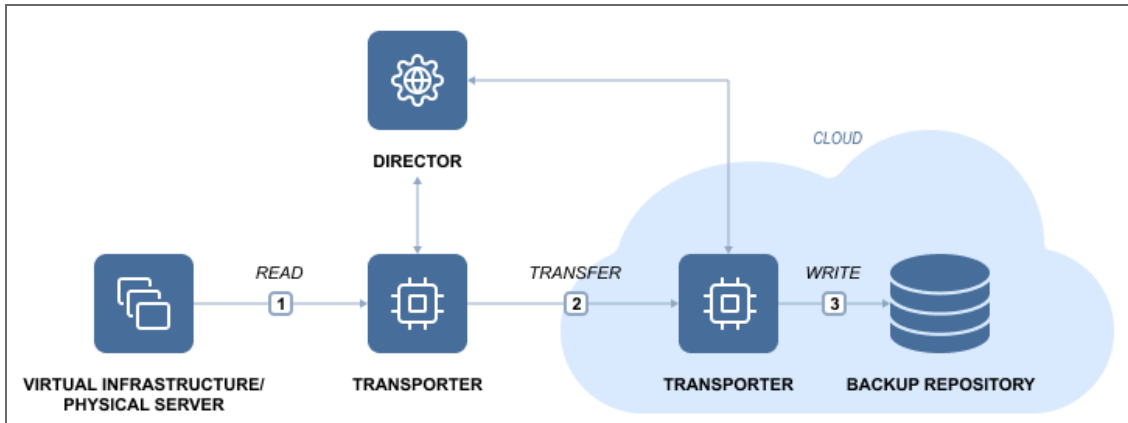 CLOUD
DIRECTOR
READ
TRANSFER
WRITE
1
2
3
VIRTUAL INFRASTRUCTURE/
PHYSICAL SERVER
TRANSPORTER
TRANSPORTER
BACKUP REPOSITORY